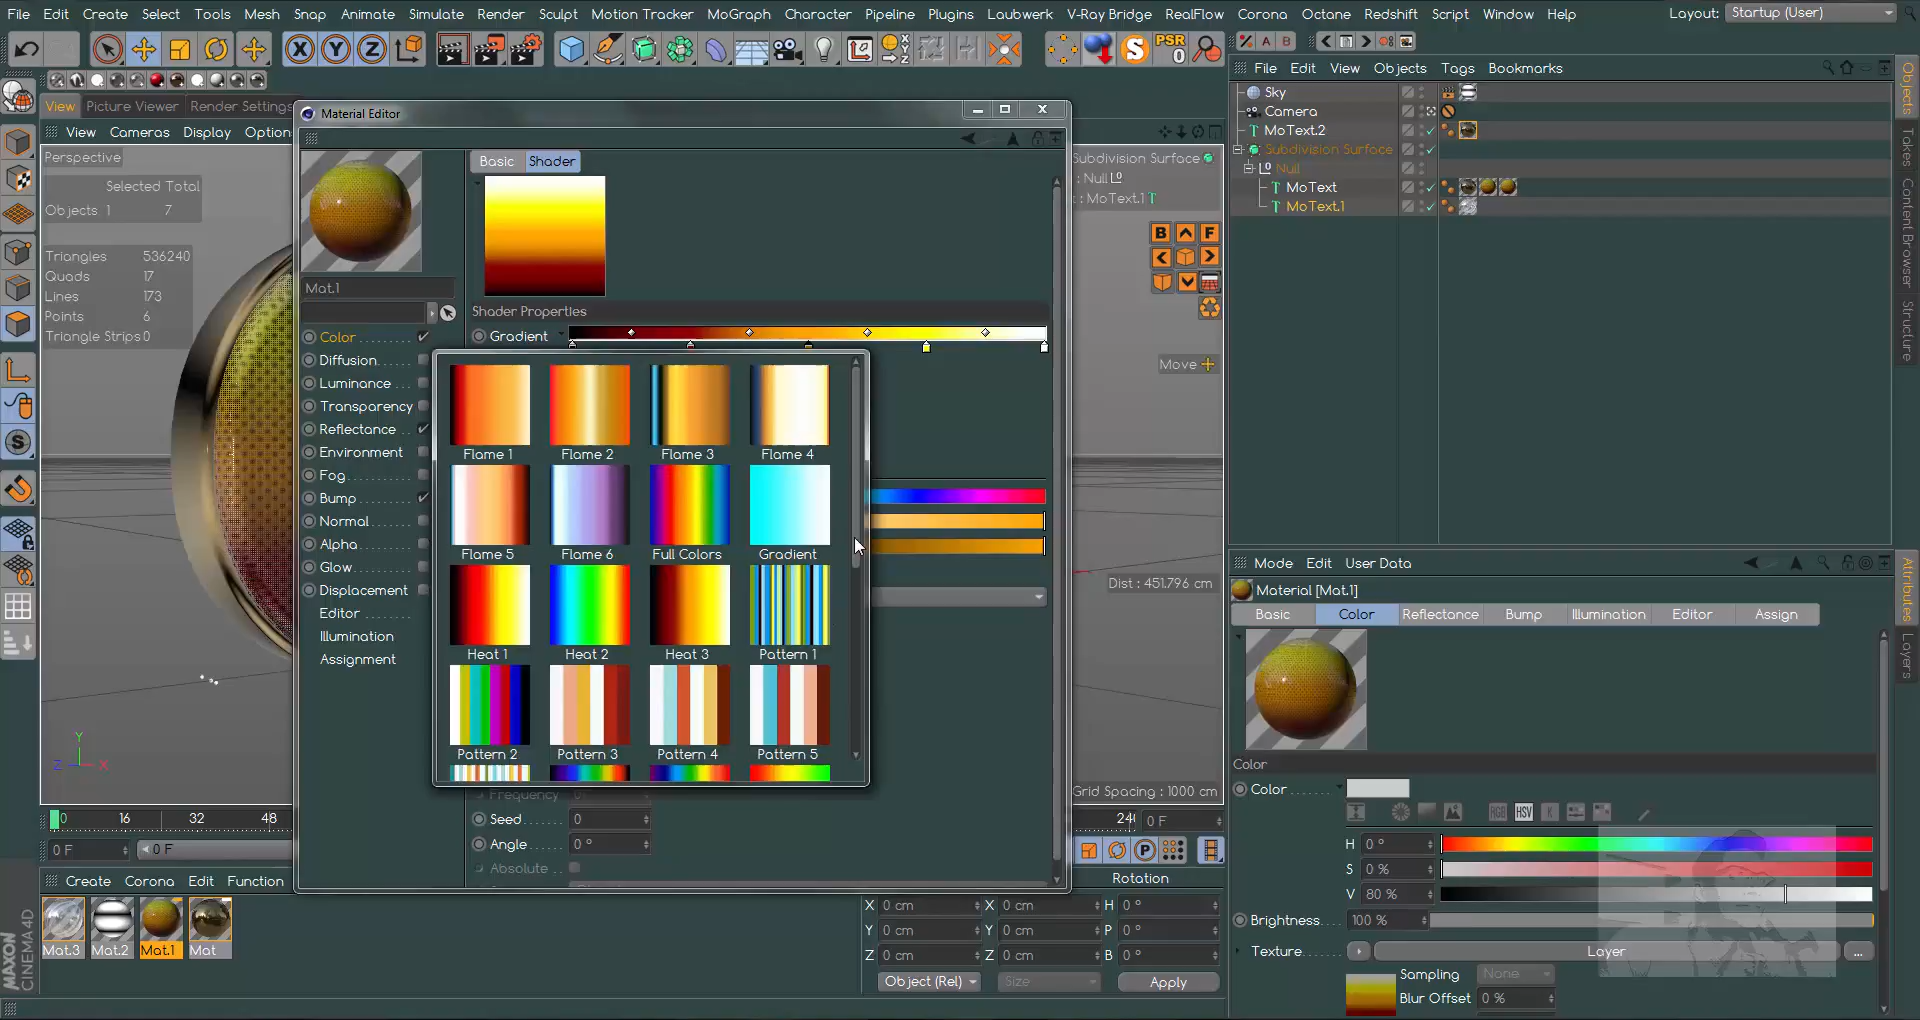 File Edit Create Select Tools Mesh Snap Animate Simulate Render Sculpt Motion Tracker MoGraph Character Pipeline Plugins Laubwerk V-Ray Bridge RealFlow Corona Octane Redshift Script Window Help Layout: Startup (User)
X Y Z S PSR 0 A B
File Edit View Objects Tags Bookmarks
View Picture Viewer Render Settings
Material Editor
View Cameras Display Option
Sky
Camera
MoText.2
Subdivision Surface
Null
MoText
MoText.1
Objects
Takes
Content Browser
Structure
Perspective
Selected Total
Objects 1 7
Triangles 536240
Quads 17
Lines 173
Points 6
Triangle Strips 0
Basic Shader
Mat.1
Shader Properties
Gradient
Color
Diffusion
Luminance
Transparency
Reflectance
Environment
Fog
Bump
Normal
Alpha
Glow
Displacement
Editor
Illumination
Assignment
Flame 1 Flame 2 Flame 3 Flame 4
Flame 5 Flame 6 Full Colors Gradient
Heat 1 Heat 2 Heat 3 Pattern 1
Pattern 2 Pattern 3 Pattern 4 Pattern 5
Frequency
Seed 0
Angle 0 °
Absolute
Subdivision Surface
: Null
: MoText.1
B F
Move
Dist : 451.796 cm
Grid Spacing : 1000 cm
Y
Z X
0 16 32 48 24 0 F
0 F 0 F
P
Create Corona Edit Function
Mat.3 Mat.2 Mat.1 Mat
MAXON
CINEMA 4D
Rotation
X 0 cm X 0 cm H 0 °
Y 0 cm Y 0 cm P 0 °
Z 0 cm Z 0 cm B 0 °
Object (Rel) Size Apply
Mode Edit User Data
Material [Mat.1]
Basic Color Reflectance Bump Illumination Editor Assign
Attributes
Layers
Color
Color
RGB HSV K
H 0 °
S 0 %
V 80 %
Brightness 100 %
Texture Layer ...
Sampling None
Blur Offset 0 %